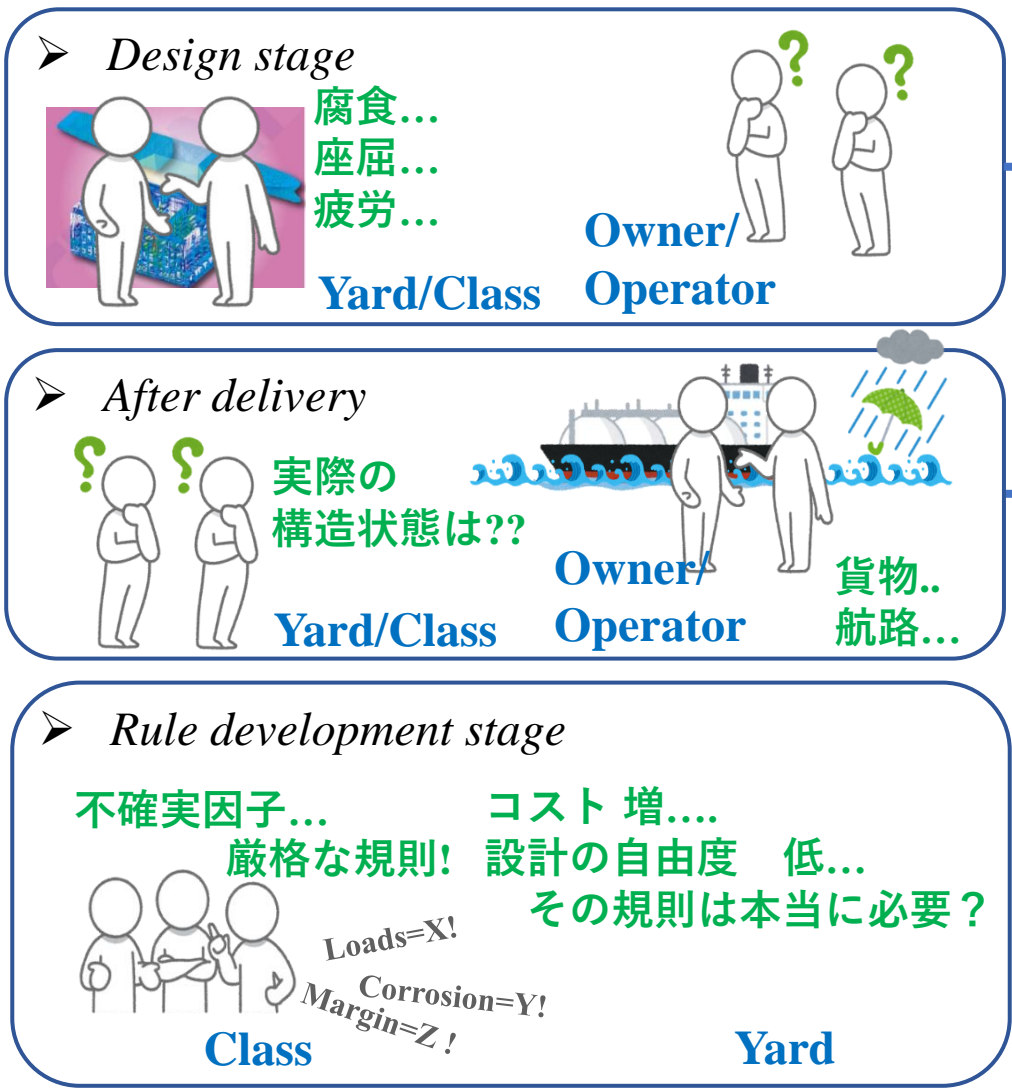 ➢ Design stage
腐食…
座屈…
疲労…
Yard/Class
? ?
Owner/
Operator
➢ After delivery
? ?
実際の
構造状態は??
Yard/Class
Owner/
Operator
貨物..
航路…
➢ Rule development stage
不確実因子…
厳格な規則!
コスト 増….
設計の自由度　低…
その規則は本当に必要？
Loads=X!
Corrosion=Y!
Margin=Z !
Class
Yard